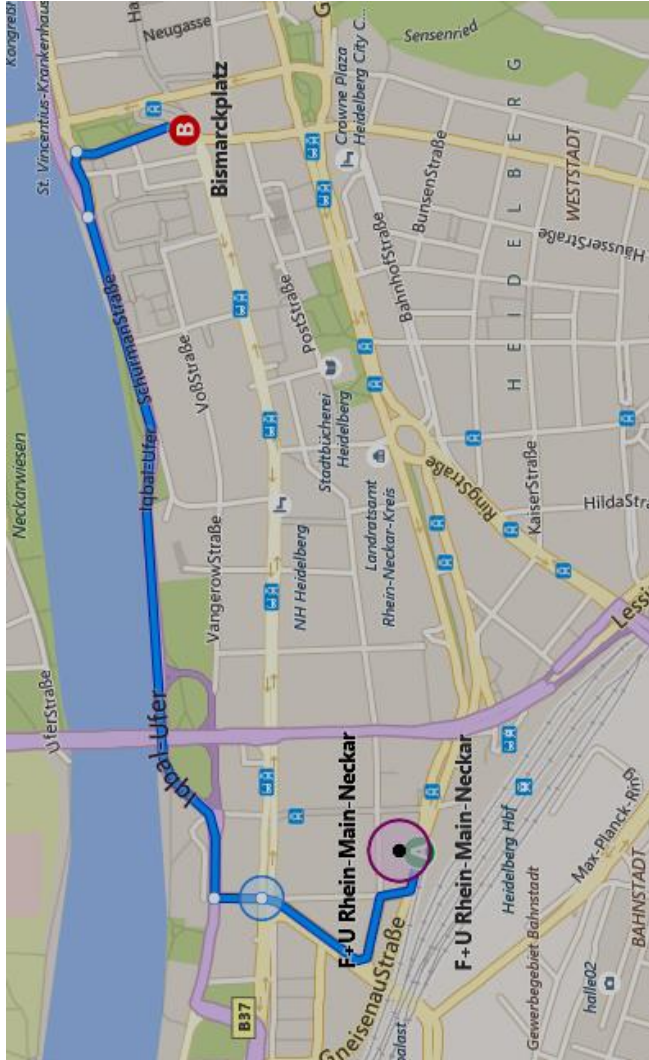 Neckarwiesen
St. Vincentius-Krankenhaus
UferStraße
Iqbal-Ufer
Iqbal-Ufer
SchurmanStraße
Neugasse
VangerowStraße
VoßStraße
B
Bismarckplatz
B37
NH Heidelberg
PostStraße
Stadtbücherei
Heidelberg
Crowne Plaza
Heidelberg City C...
F+U Rhein-Main-Neckar
GneisenauStraße
Landratsamt
Rhein-Neckar-Kreis
BahnhofStraße
BunsenStraße
Sensenried
A
F+U Rhein-Main-Neckar
RingStraße
HEIDELBERG
Heidelberg Hbf
KaiserStraße
WESTSTADT
HäusserStraße
Gewerbegebiet Bahnstadt
Max-Planck-Ring
HildaStra
Lessi
halle02
BAHNSTADT